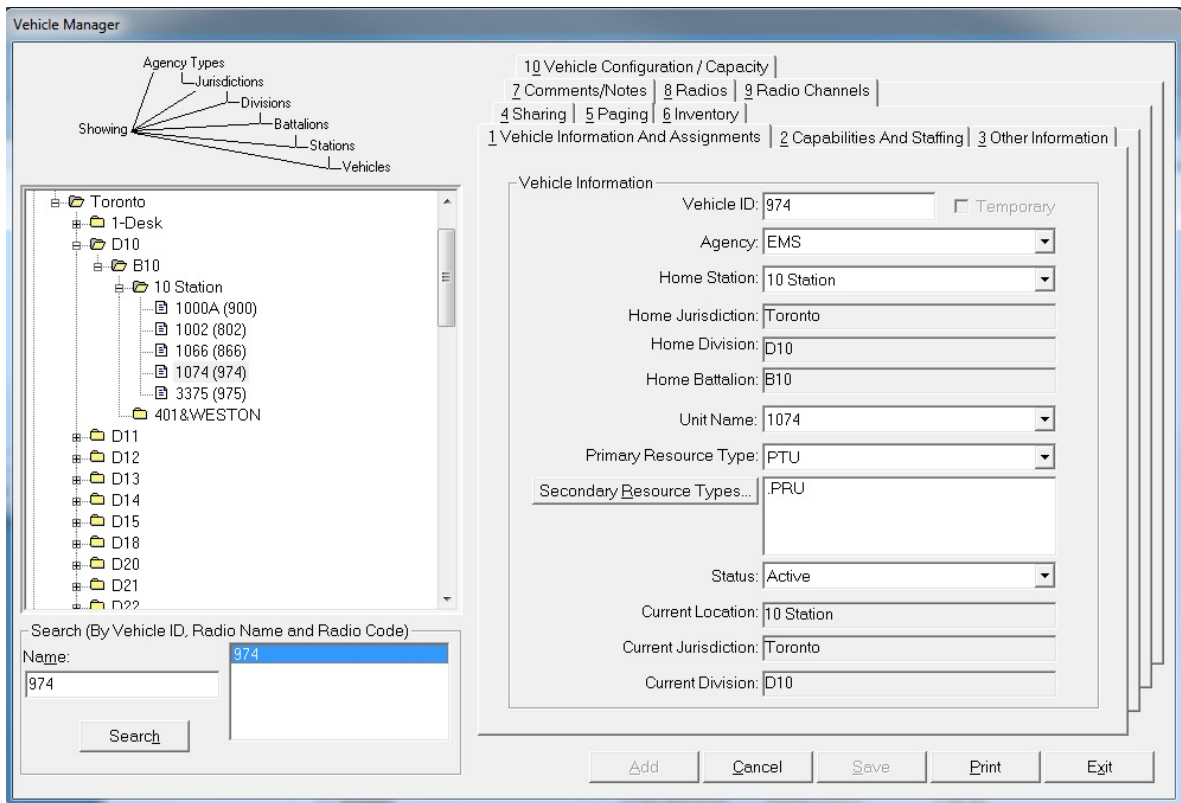 Vehicle Manager
Agency Types
Jurisdictions
Divisions
Battalions
Showing
Stations
Vehicles
Toronto
1-Desk
D10
B10
10 Station
1000A (900)
1002 (802)
1066 (866)
1074 (974)
3375 (975)
401&WESTON
D11
D12
D13
D14
D15
D18
D20
D21
D22
Search (By Vehicle ID, Radio Name and Radio Code)
Name:
974
974
Search
10 Vehicle Configuration / Capacity
7 Comments/Notes 8 Radios 9 Radio Channels
4 Sharing 5 Paging 6 Inventory
1 Vehicle Information And Assignments 2 Capabilities And Staffing 3 Other Information
Vehicle Information
Vehicle ID: 974 Temporary
Agency: EMS
Home Station: 10 Station
Home Jurisdiction: Toronto
Home Division: D10
Home Battalion: B10
Unit Name: 1074
Primary Resource Type: PTU
Secondary Resource Types... .PRU
Status: Active
Current Location: 10 Station
Current Jurisdiction: Toronto
Current Division: D10
Add Cancel Save Print Exit